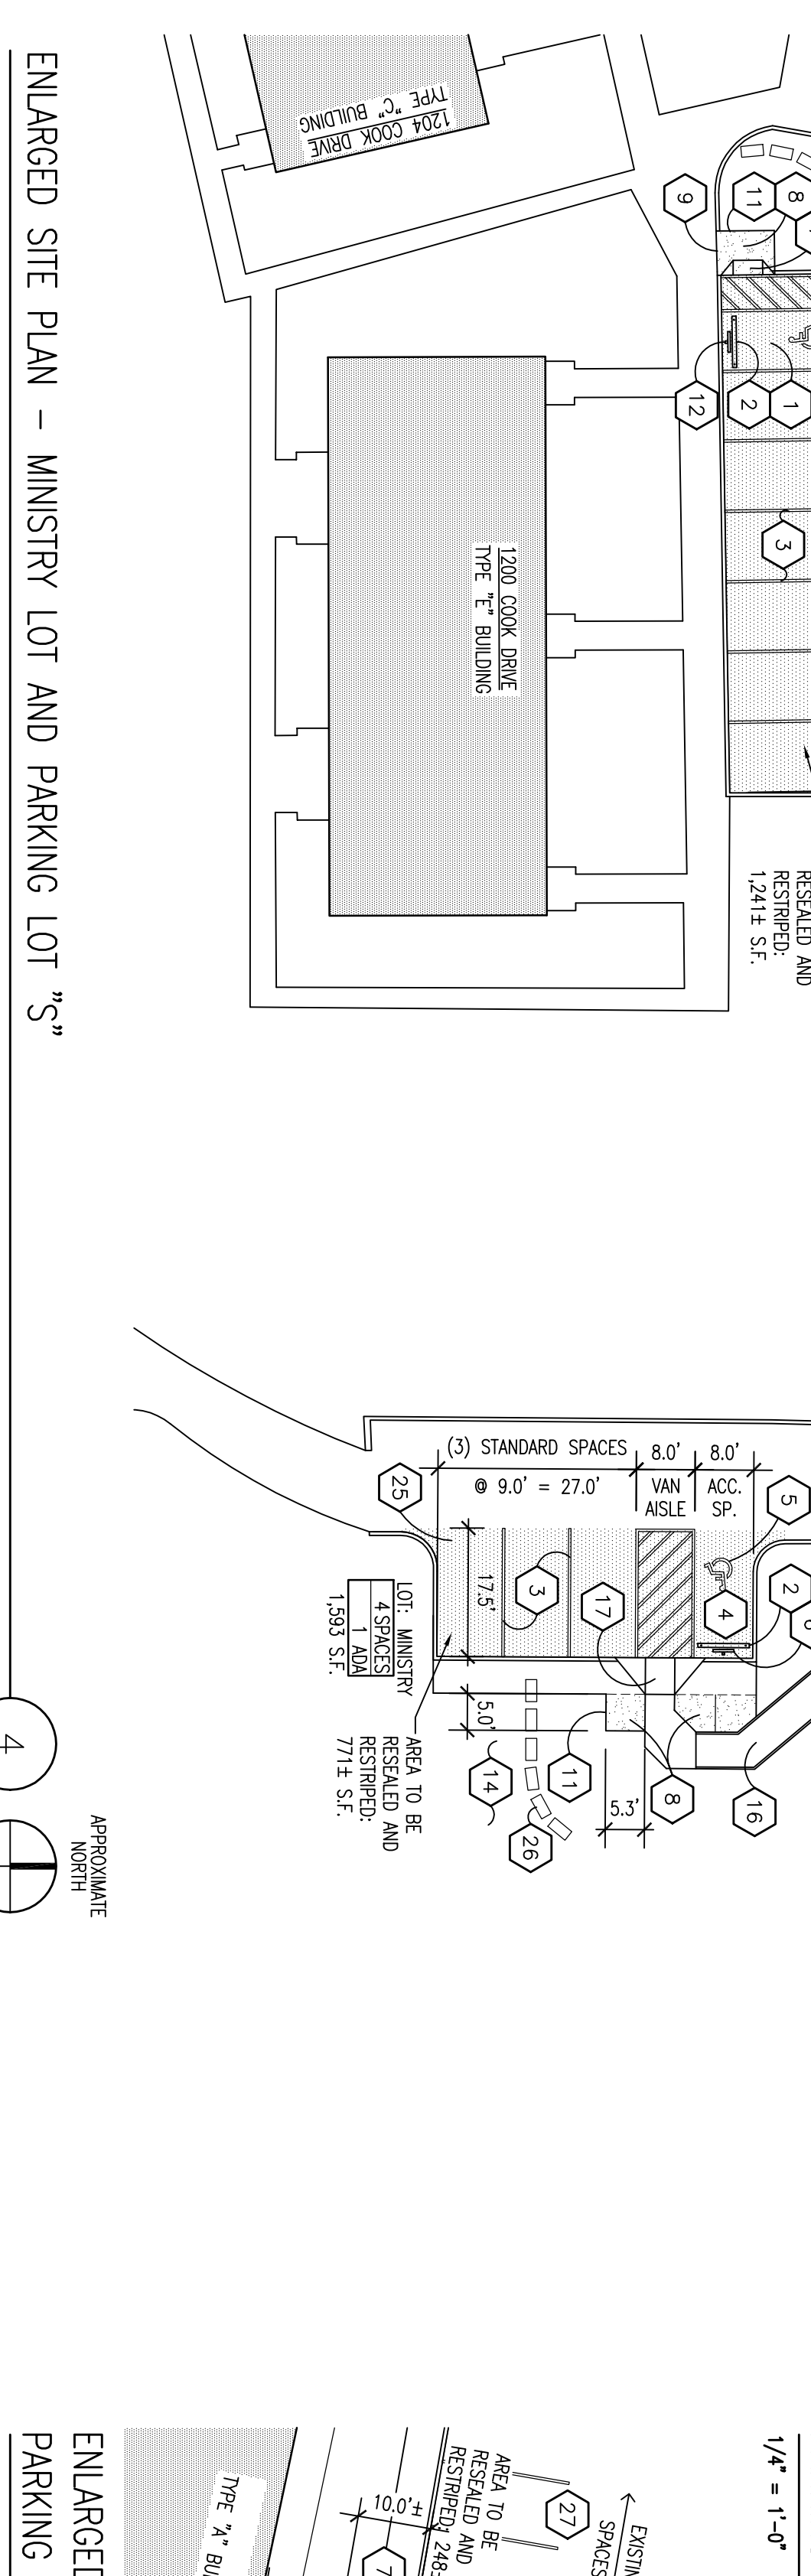 1204 COOK DRIVE
TYPE "C" BUILDING
9
11
8
12
2
1
3
1200 COOK DRIVE
TYPE "E" BUILDING
RESEALED AND
RESTRIPED:
1,241± S.F.
ENLARGED SITE PLAN - MINISTRY LOT AND PARKING LOT "S"
(3) STANDARD SPACES
@ 9.0' = 27.0'
8.0'
VAN
AISLE
8.0'
ACC.
SP.
25
5
2
3
17.5'
17
4
LOT: MINISTRY
4 SPACES
1 ADA
1,593 S.F.
5.0'
14
11
5.3'
8
16
26
AREA TO BE
RESEALED AND
RESTRIPED:
771± S.F.
4
APPROXIMATE
NORTH
1/4" = 1'-0"
AREA TO BE
RESEALED AND
RESTRIPED:
27
10.0'±
7
SPACES
TYPE "A"
ENLARGED
PARKING